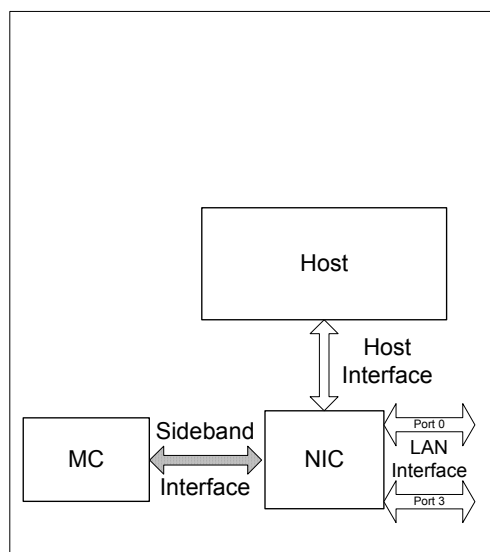 Host
Host
Interface
Sideband
Interface
MC
NIC
Port 0
LAN
Interface
Port 3